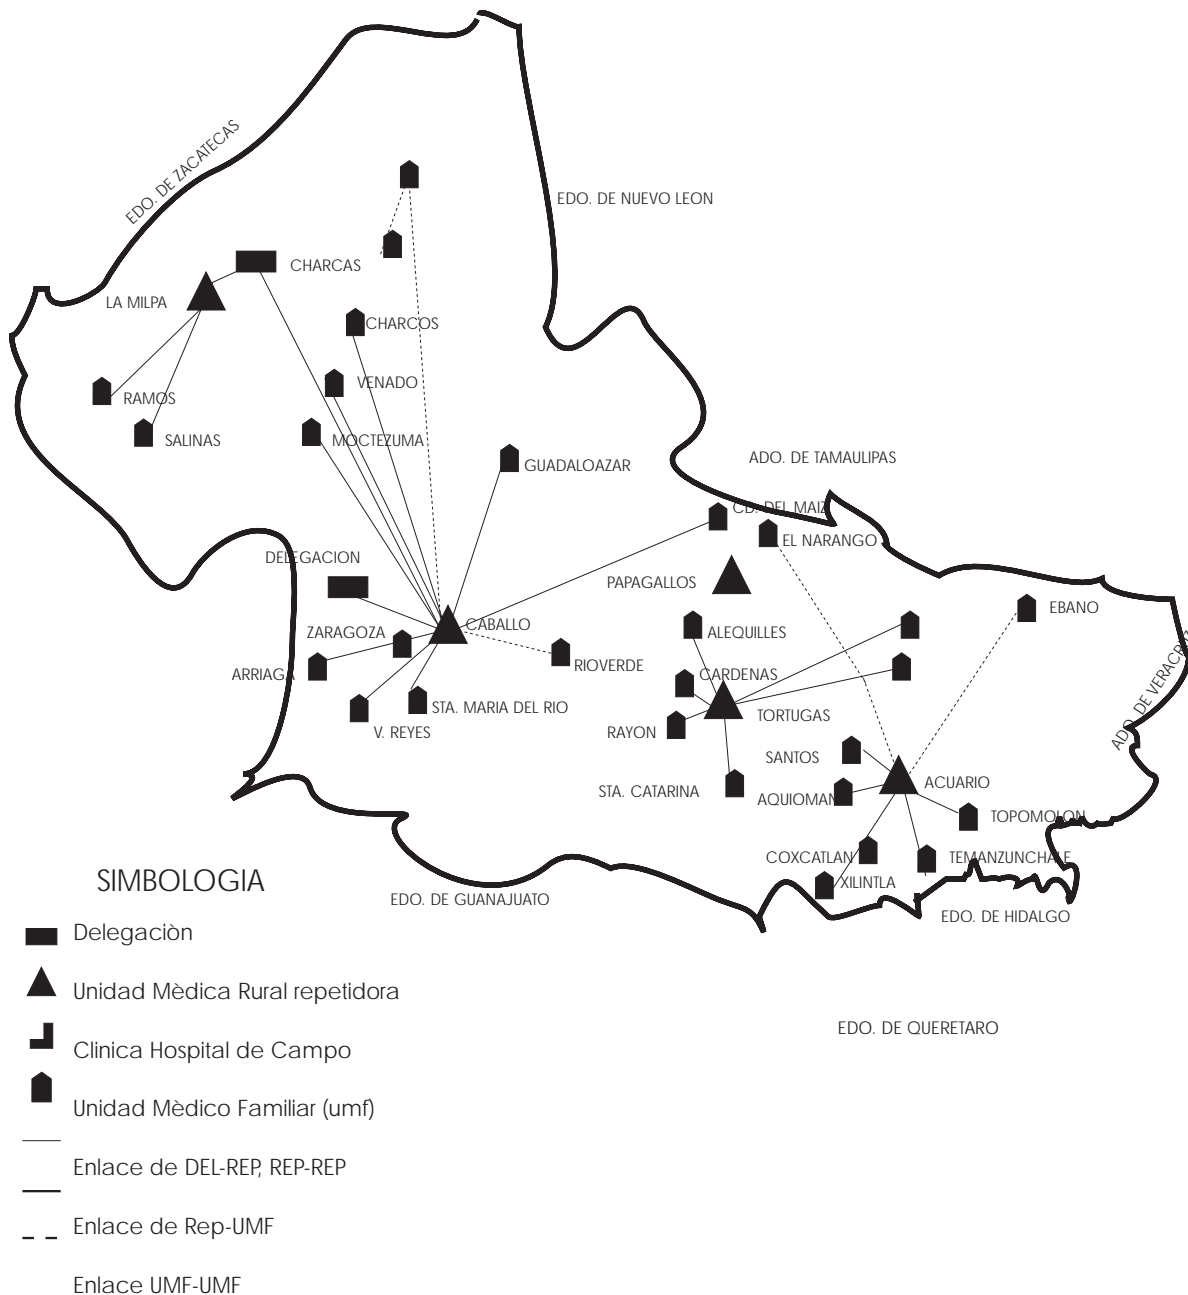 EDO. DE ZACATECAS
EDO. DE NUEVO LEON
CHARCAS
LA MILPA
CHARCOS
VENADO
RAMOS
SALINAS
MOCTEZUMA
GUADALOAZAR
ADO. DE TAMAULIPAS
CD. DEL MAIZ
EL NARANGO
DELEGACION
PAPAGALLOS
EBANO
ZARAGOZA
CABALLO
ALEQUILLES
RIOVERDE
ARRIAGA
CARDENAS
ADO. DE VERACRUZ
STA. MARIA DEL RIO
TORTUGAS
V. REYES
RAYON
SANTOS
ACUARIO
STA. CATARINA
AQUIOMAN
TOPOMOLON
COXCATLAN
TEMANZUNCHALE
XILINTLA
EDO. DE GUANAJUATO
EDO. DE HIDALGO
EDO. DE QUERETARO
SIMBOLOGIA
Delegaciòn
Unidad Mèdica Rural repetidora
Clinica Hospital de Campo
Unidad Mèdico Familiar (umf)
Enlace de DEL-REP, REP-REP
Enlace de Rep-UMF
Enlace UMF-UMF